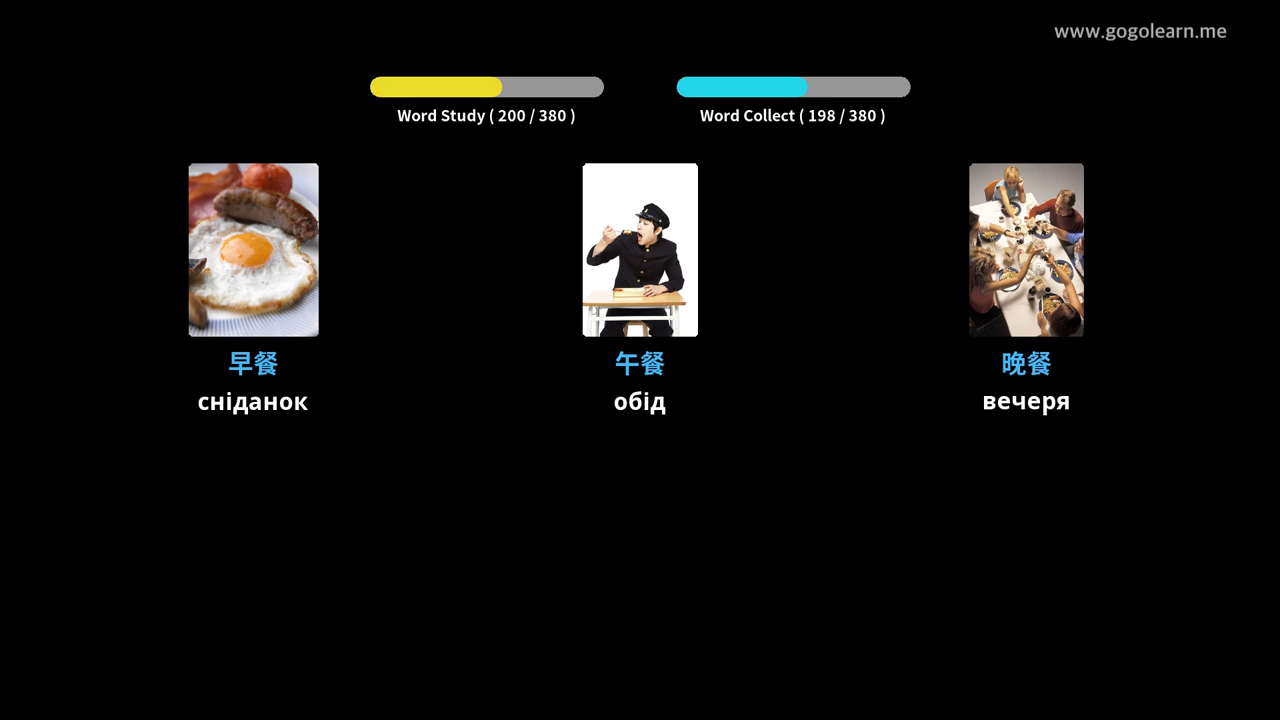 www.gogolearn.me
Word Study ( 200 / 380 )
Word Collect ( 198 / 380 )
早餐
午餐
晚餐
сніданок
обід
вечеря